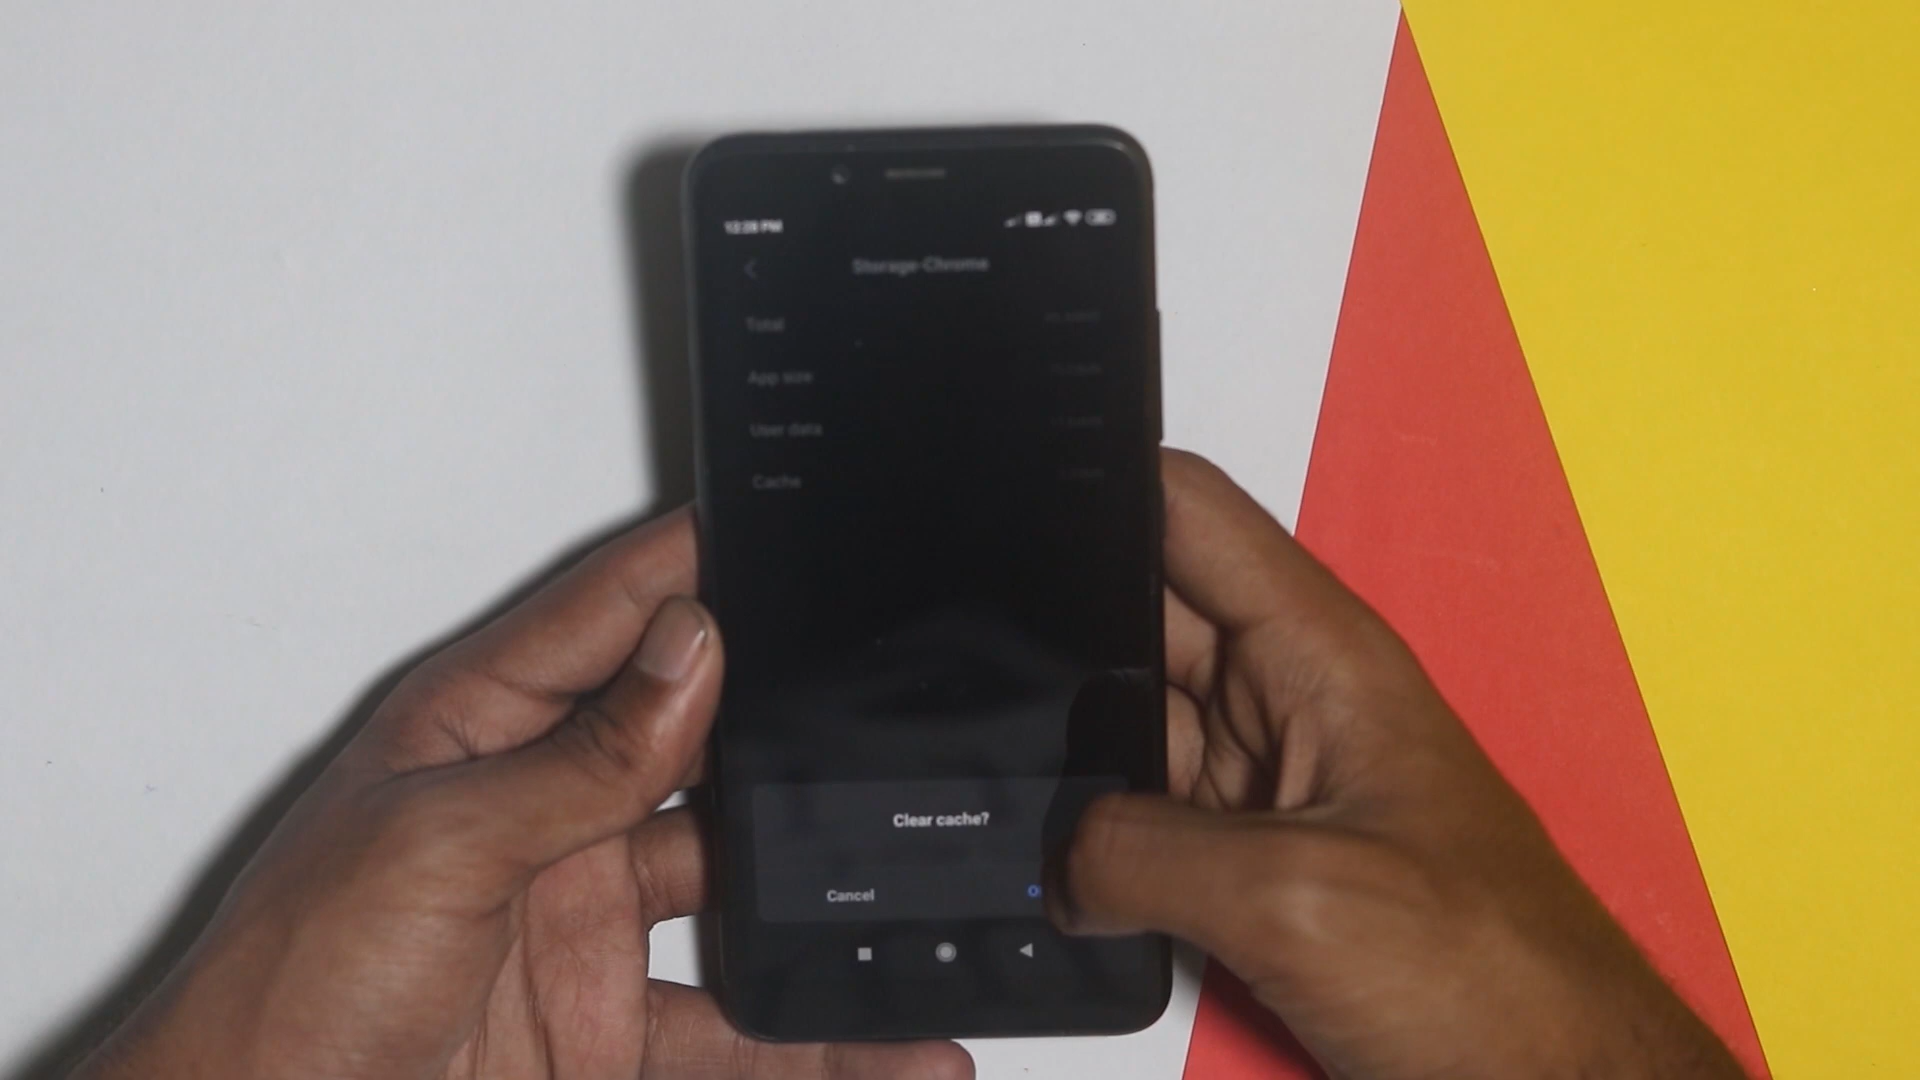 12:28 PM
Storage-Chrome
Total
App size
User data
Cache
Clear cache?
Cancel